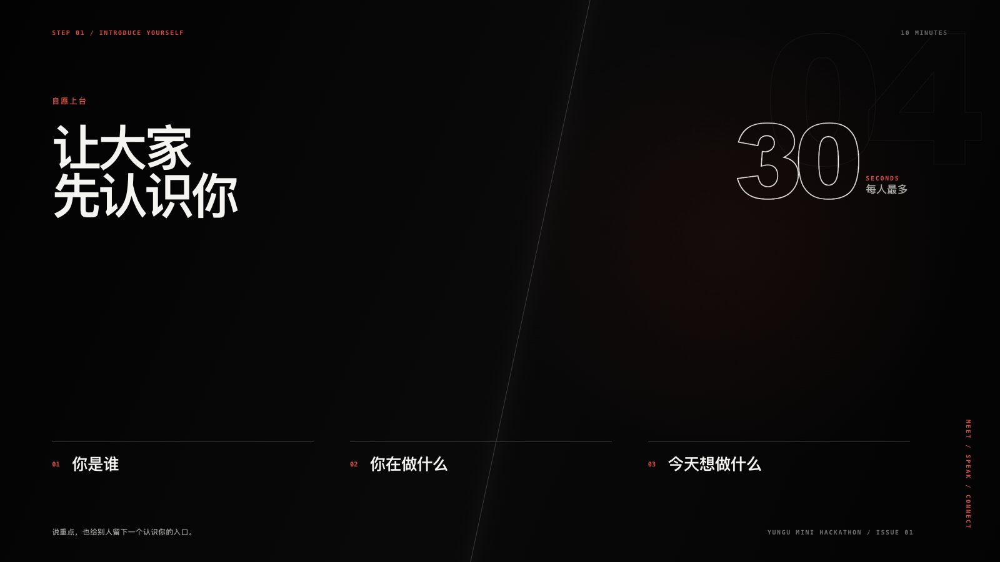 STEP 01 / INTRODUCE YOURSELF
10 MINUTES
04
自愿上台
让大家
先认识你
30
SECONDS
每人最多
01 你是谁
02 你在做什么
03 今天想做什么
MEET / SPEAK / CONNECT
说重点，也给别人留下一个认识你的入口。
YUNGU MINI HACKATHON / ISSUE 01